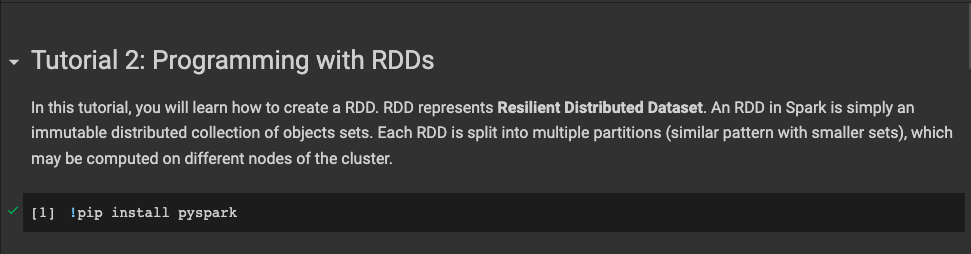 Tutorial 2: Programming with RDDs
In this tutorial, you will learn how to create a RDD. RDD represents Resilient Distributed Dataset. An RDD in Spark is simply an
immutable distributed collection of objects sets. Each RDD is split into multiple partitions (similar pattern with smaller sets), which
may be computed on different nodes of the cluster.
[1] !pip install pyspark